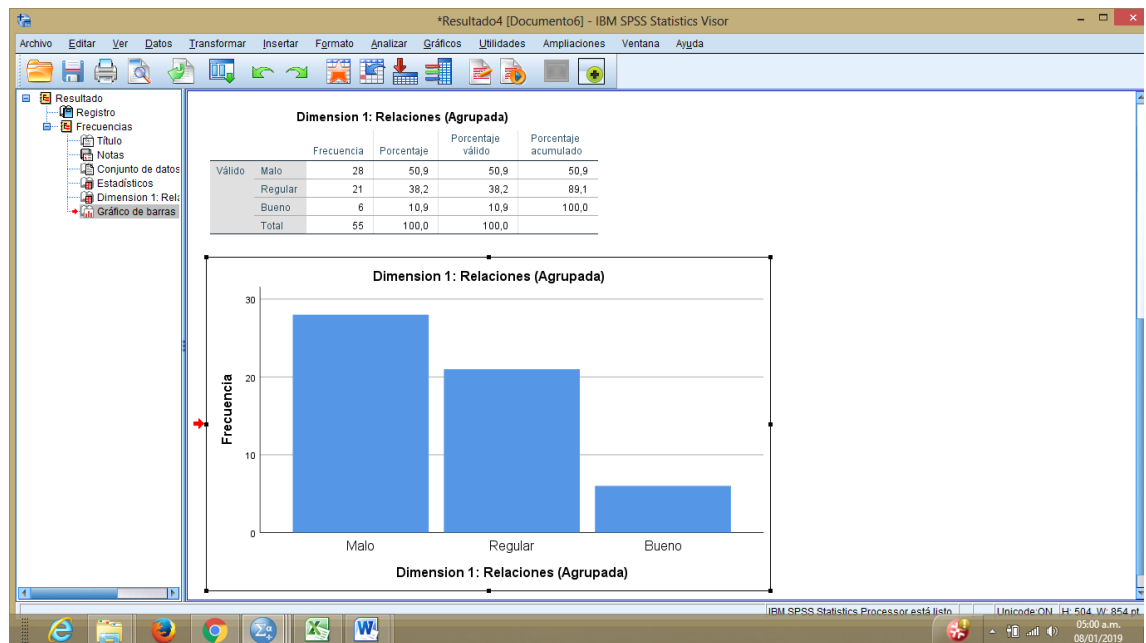 *Resultado4 [Documento6] - IBM SPSS Statistics Visor
Archivo Editar Ver Datos Transformar Insertar Formato Analizar Gráficos Utilidades Ampliaciones Ventana Ayuda
Resultado
Registro
Frecuencias
Título
Notas
Conjunto de datos
Estadísticos
Dimension 1: Rela
Gráfico de barras
Dimension 1: Relaciones (Agrupada)
Frecuencia Porcentaje Porcentaje válido Porcentaje acumulado
Válido Malo 28 50,9 50,9 50,9
Regular 21 38,2 38,2 89,1
Bueno 6 10,9 10,9 100,0
Total 55 100,0 100,0
Dimension 1: Relaciones (Agrupada)
30
20
10
0
Frecuencia
Malo Regular Bueno
Dimension 1: Relaciones (Agrupada)
IBM SPSS Statistics Processor está listo Unicode:ON H: 504, W: 854 pt
05:00 a.m.
08/01/2019